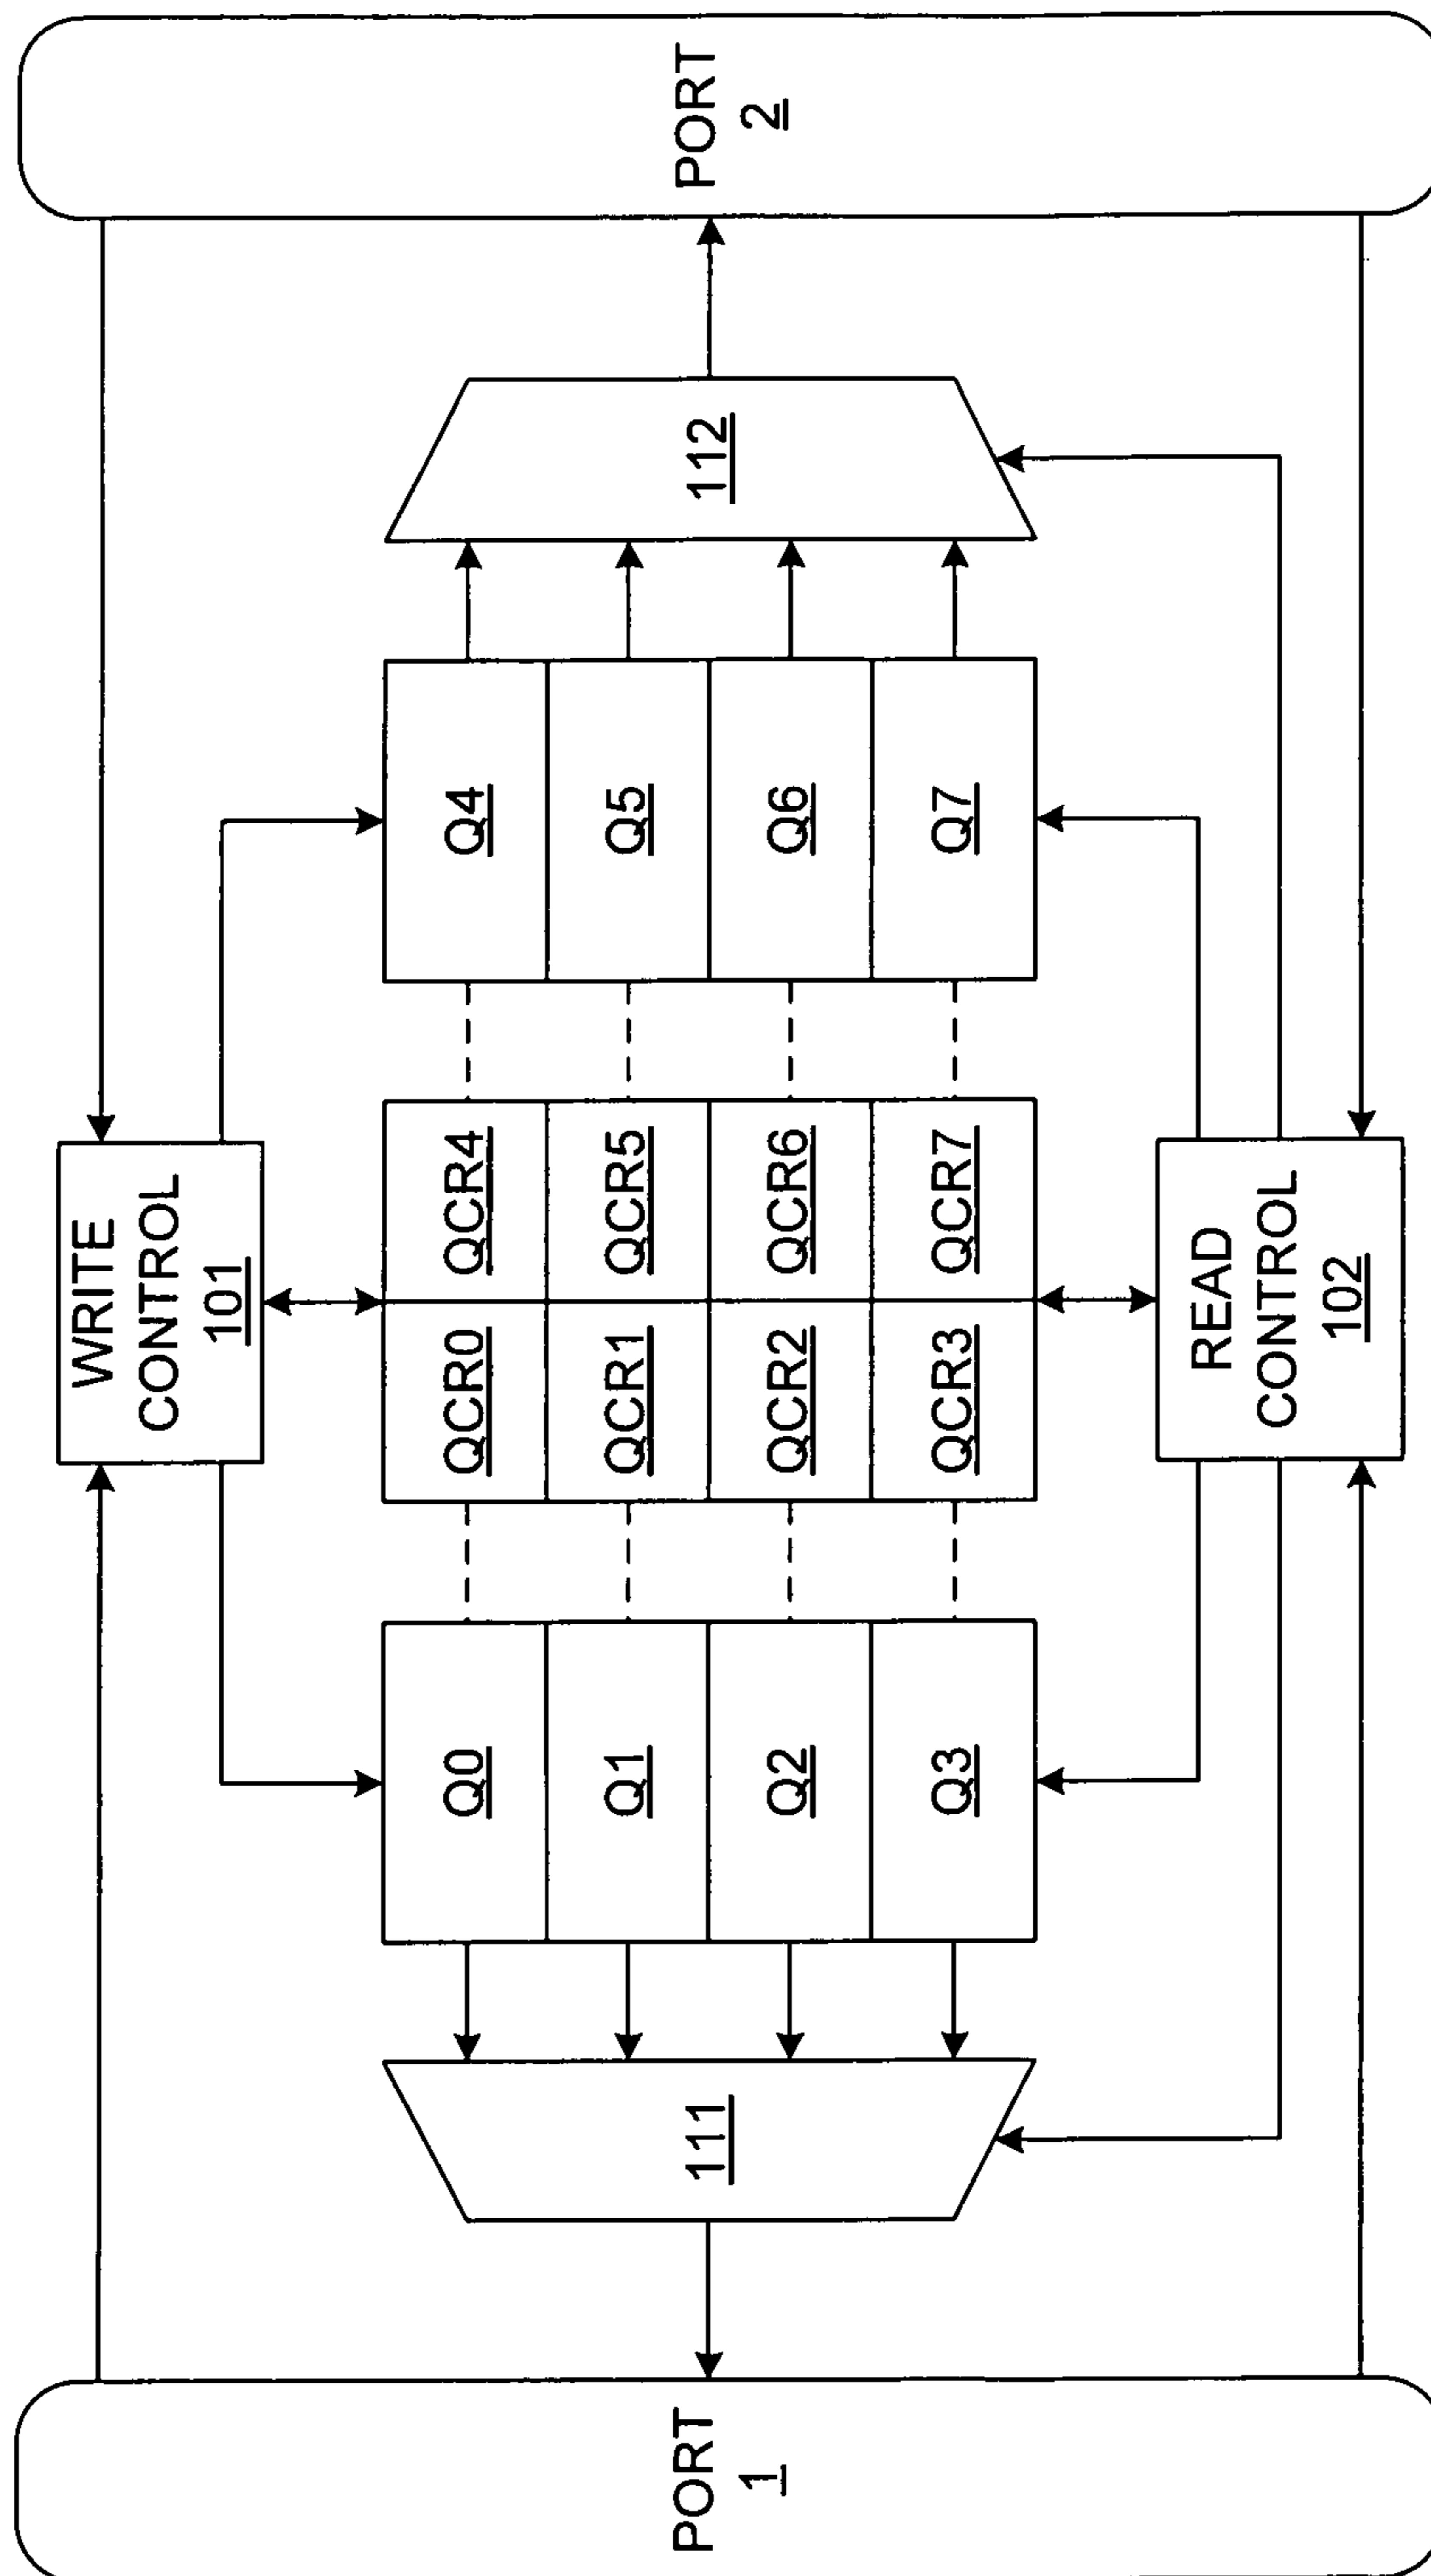 WRITE
CONTROL
101
PORT
1
111
Q0
Q1
Q2
Q3
QCR0
QCR4
QCR1
QCR5
QCR2
QCR6
QCR3
QCR7
Q4
Q5
Q6
Q7
112
PORT
2
READ
CONTROL
102